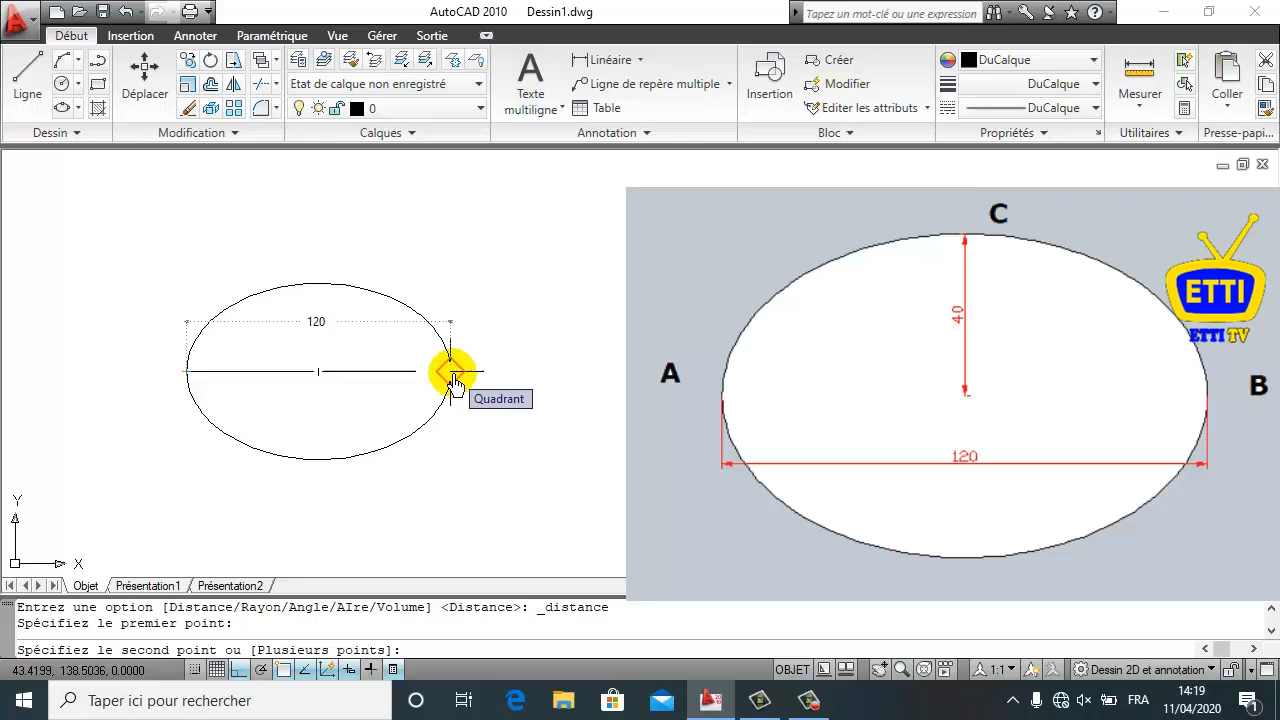 AutoCAD 2010 Dessin1.dwg
Tapez un mot-clé ou une expression
Début Insertion Annoter Paramétrique Vue Gérer Sortie
Ligne
Déplacer
Etat de calque non enregistré
0
Texte
multiligne
Linéaire
Ligne de repère multiple
Table
Insertion
Créer
Modifier
Editer les attributs
DuCalque
DuCalque
DuCalque
Mesurer
Coller
Dessin Modification Calques Annotation Bloc Propriétés Utilitaires Presse-papi...
C
ETTI
ETTI TV
40
120
A
B
120
Quadrant
Y
X
Objet Présentation1 Présentation2
Entrez une option [Distance/Rayon/Angle/AIre/Volume] <Distance>: _distance
Spécifiez le premier point:
Spécifiez le second point ou [Plusieurs points]:
43.4199, 138.5036, 0.0000
OBJET
1:1
Dessin 2D et annotation
Taper ici pour rechercher
FRA
14:19
11/04/2020
1